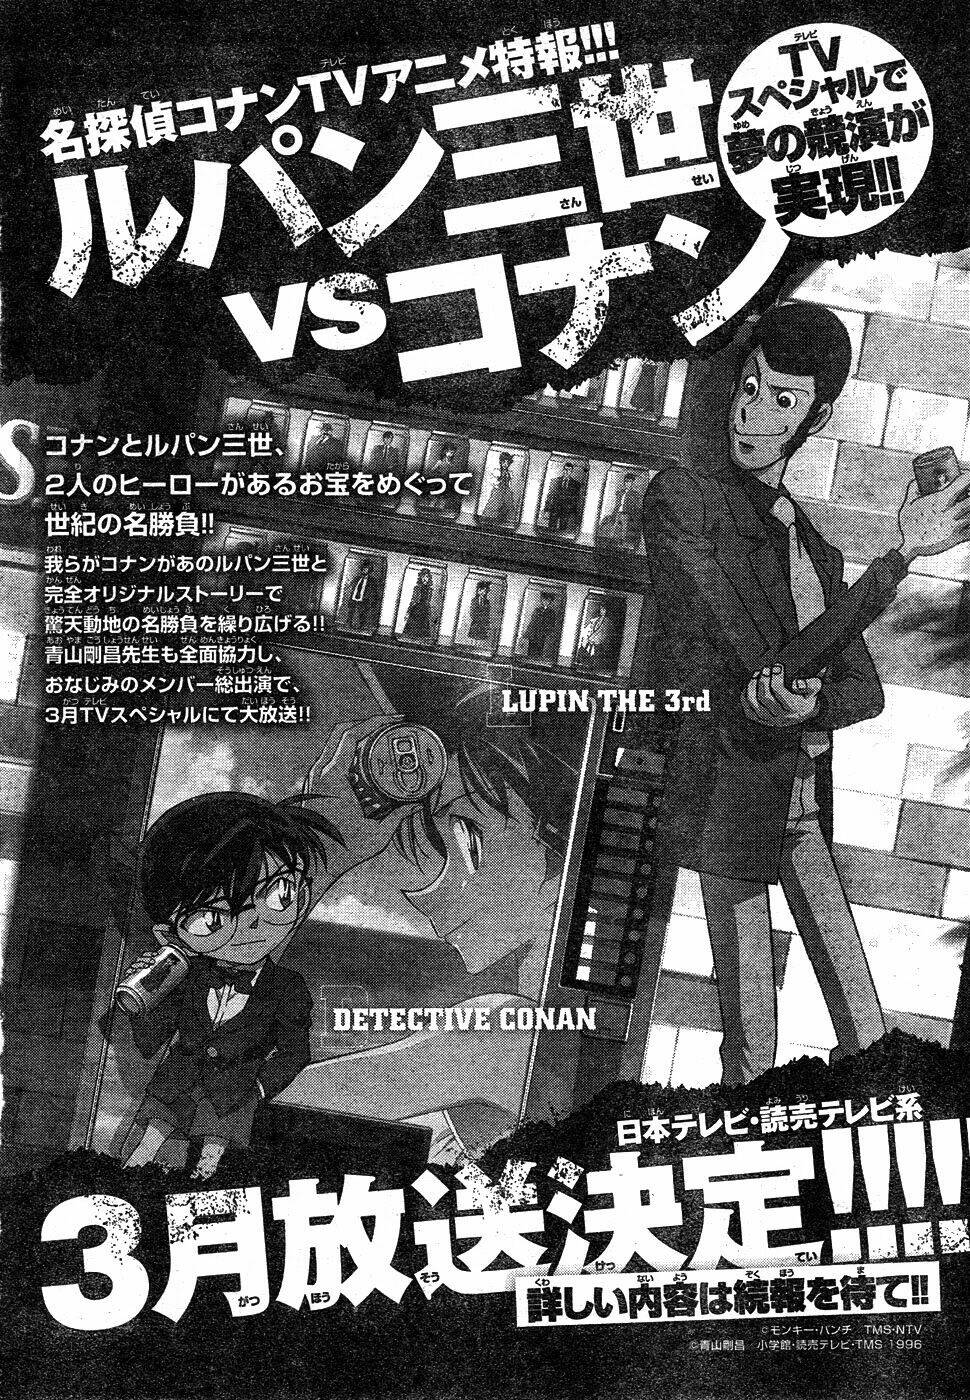 名探偵コナンTVアニメ特報!!!
ルパン三世
vsコナン
TV
スペシャルで
夢の競演が
実現!!
コナンとルパン三世、
2人のヒーローがあるお宝をめぐって
世紀の名勝負!!
我らがコナンがあのルパン三世と
完全オリジナルストーリーで
驚天動地の名勝負を繰り広げる!!
青山剛昌先生も全面協力し、
おなじみのメンバー総出演で、
3月TVスペシャルにて大放送!!
LUPIN THE 3rd
DETECTIVE CONAN
日本テレビ・読売テレビ系
3月放送決定!!!!!
詳しい内容は続報を待て!!
©モンキー・パンチ TMS・NTV
©青山剛昌 小学館・読売テレビ・TMS 1996